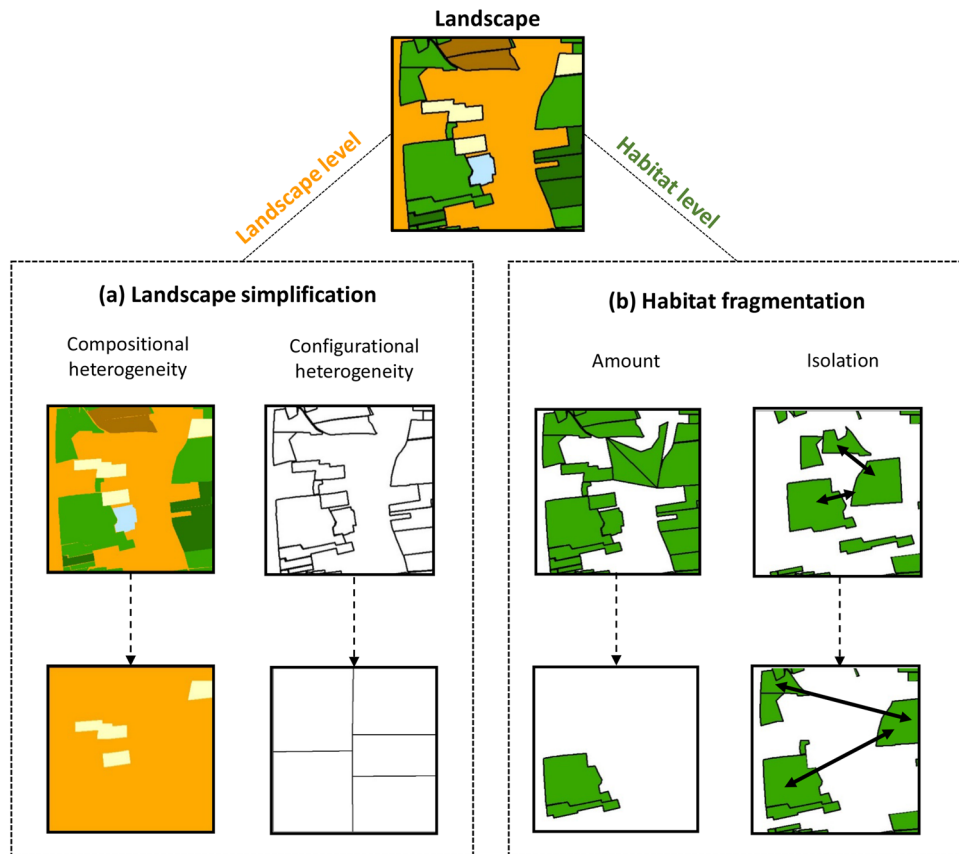 Landscape
Landscape level
Habitat level
(a) Landscape simplification
Compositional
heterogeneity
Configurational
heterogeneity
(b) Habitat fragmentation
Amount
Isolation